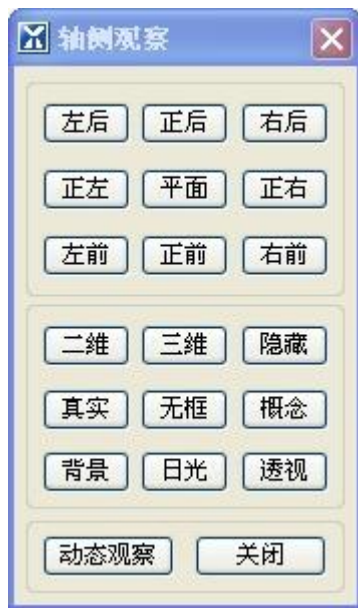 轴侧观察
左后 正后 右后
正左 平面 正右
左前 正前 右前
二维 三维 隐藏
真实 无框 概念
背景 日光 透视
动态观察 关闭